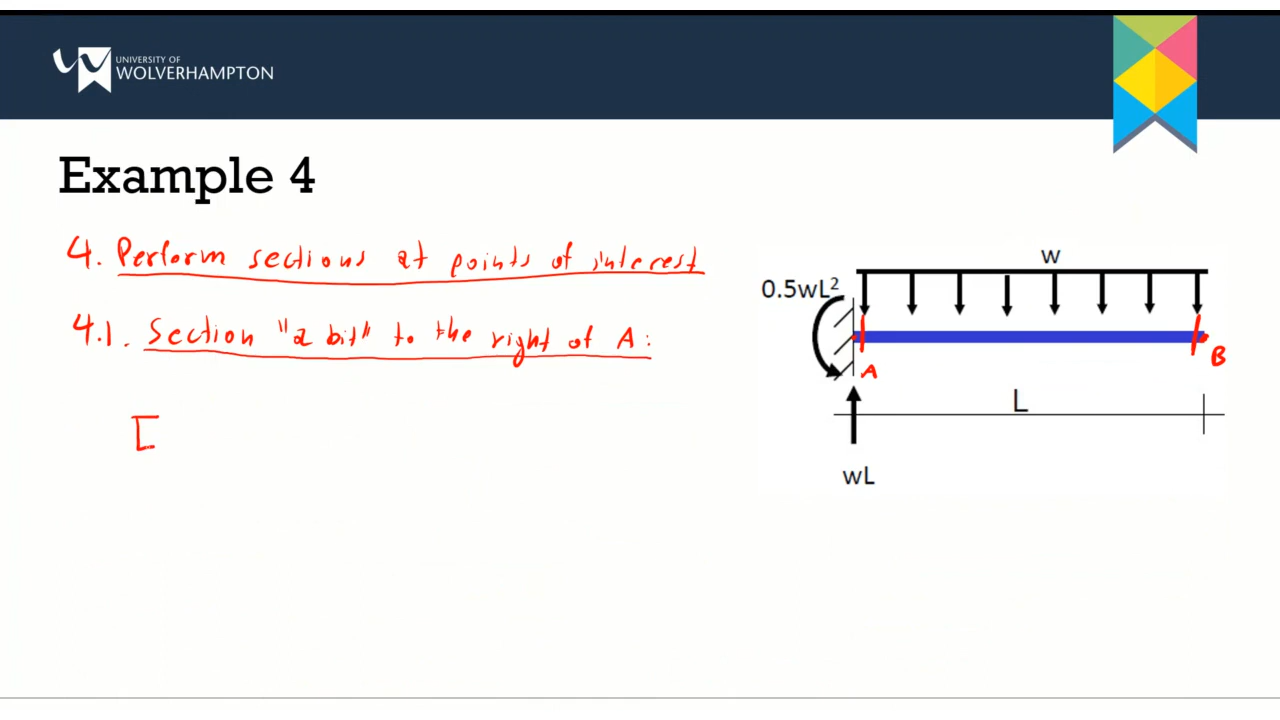 UNIVERSITY OF
WOLVERHAMPTON
Example 4
4. Perform sections at points of interest
4.1. Section "a bit" to the right of A:
w
0.5wL²
A
B
L
wL